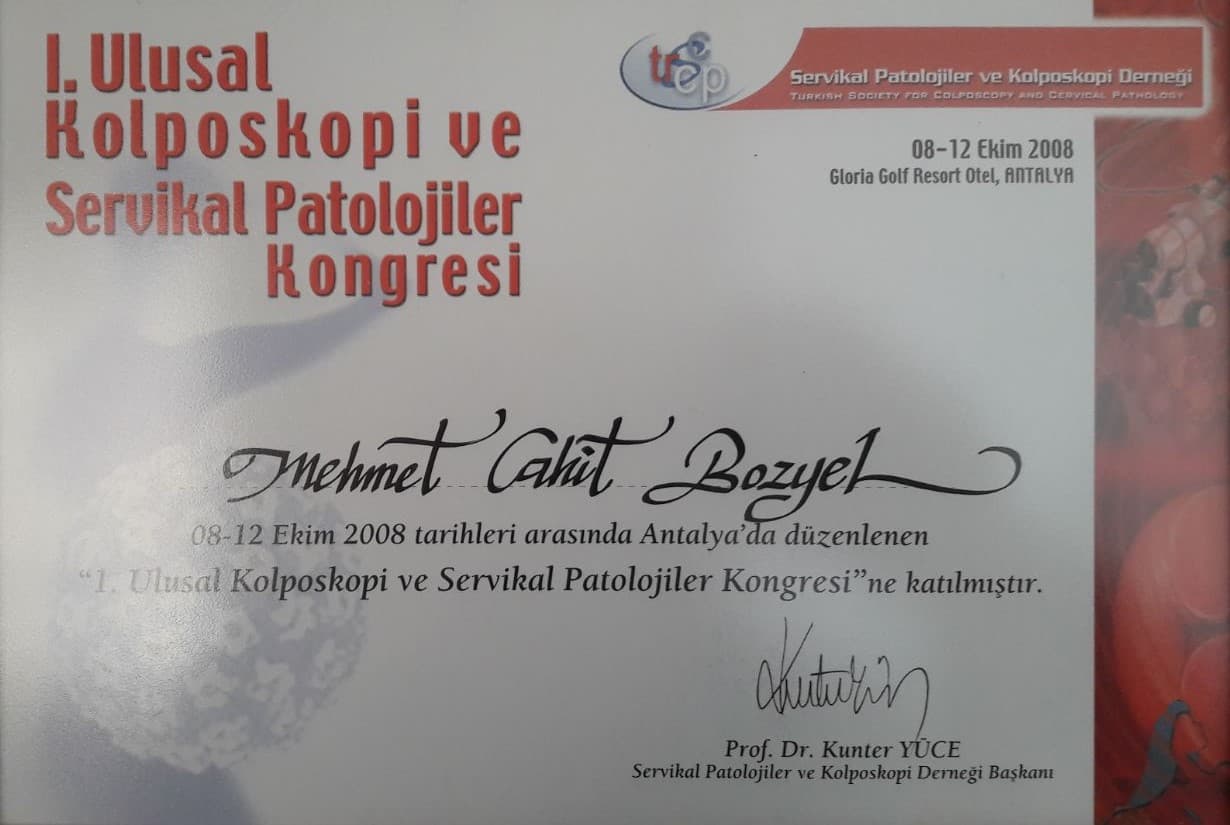 I. Ulusal
Kolposkopi ve
Servikal Patolojiler
Kongresi
Servikal Patolojiler ve Kolposkopi Derneği
TURKISH SOCIETY FOR COLPOSCOPY AND CERVICAL PATHOLOGY
08-12 Ekim 2008
Gloria Golf Resort Otel, ANTALYA
Mehmet Cahit Bozyel
08-12 Ekim 2008 tarihleri arasında Antalya'da düzenlenen
"1. Ulusal Kolposkopi ve Servikal Patolojiler Kongresi"ne katılmıştır.
Prof. Dr. Kunter YÜCE
Servikal Patolojiler ve Kolposkopi Derneği Başkanı